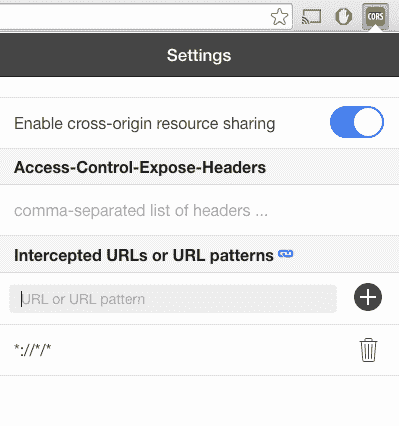 CORS
Settings
Enable cross-origin resource sharing
Access-Control-Expose-Headers
comma-separated list of headers ...
Intercepted URLs or URL patterns
URL or URL pattern
*://*/*